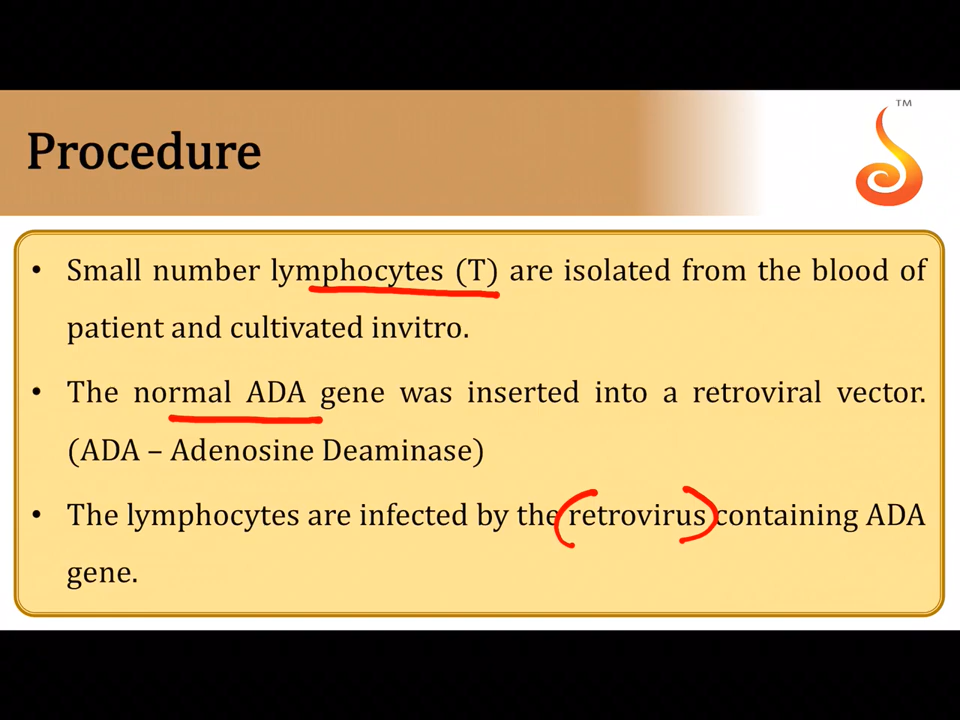 TM
Procedure
• Small number lymphocytes (T) are isolated from the blood of
patient and cultivated invitro.
• The normal ADA gene was inserted into a retroviral vector.
(ADA – Adenosine Deaminase)
• The lymphocytes are infected by the retrovirus containing ADA
gene.